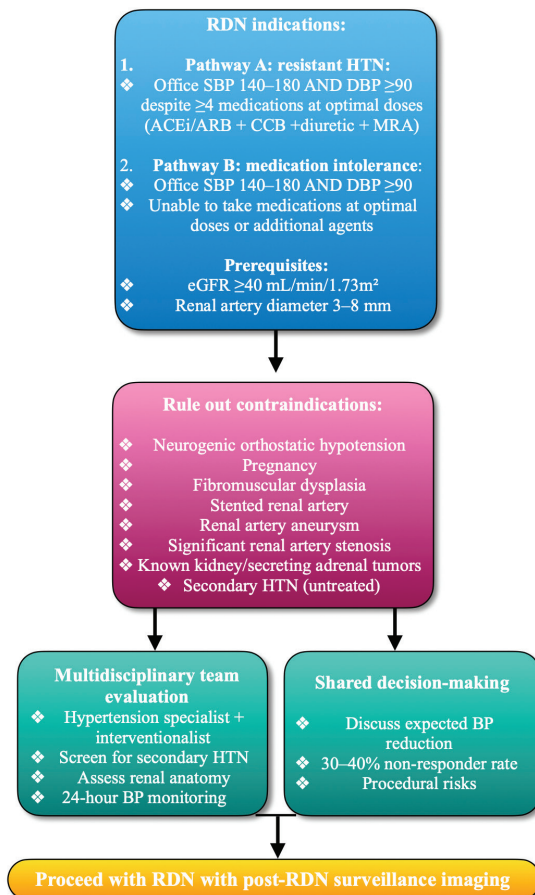 RDN indications:
1. Pathway A: resistant HTN:
❖ Office SBP 140–180 AND DBP ≥90
despite ≥4 medications at optimal doses
(ACEi/ARB + CCB +diuretic + MRA)
2. Pathway B: medication intolerance:
❖ Office SBP 140–180 AND DBP ≥90
❖ Unable to take medications at optimal
doses or additional agents
Prerequisites:
❖ eGFR ≥40 mL/min/1.73m²
❖ Renal artery diameter 3–8 mm
Rule out contraindications:
❖ Neurogenic orthostatic hypotension
❖ Pregnancy
❖ Fibromuscular dysplasia
❖ Stented renal artery
❖ Renal artery aneurysm
❖ Significant renal artery stenosis
❖ Known kidney/secreting adrenal tumors
❖ Secondary HTN (untreated)
Multidisciplinary team
evaluation
❖ Hypertension specialist +
interventionalist
❖ Screen for secondary HTN
❖ Assess renal anatomy
❖ 24-hour BP monitoring
Shared decision-making
❖ Discuss expected BP
reduction
❖ 30–40% non-responder rate
❖ Procedural risks
Proceed with RDN with post-RDN surveillance imaging